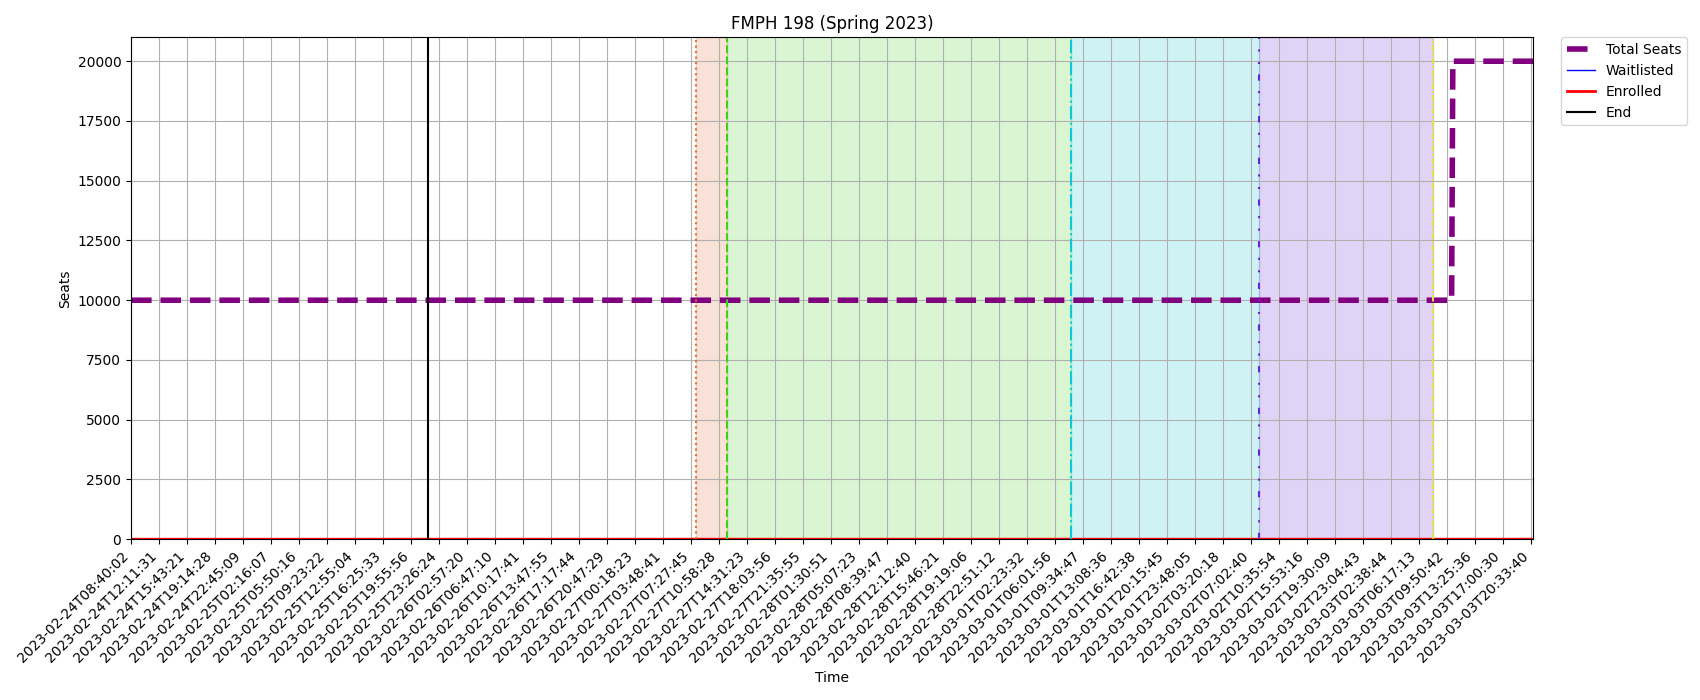 FMPH 198 (Spring 2023)
Total Seats
Waitlisted
Enrolled
End
Seats
20000
17500
15000
12500
10000
7500
5000
2500
0
2023-02-24T08:40:02
2023-02-24T12:11:31
2023-02-24T15:43:21
2023-02-24T19:14:28
2023-02-24T22:45:09
2023-02-25T02:16:07
2023-02-25T05:50:16
2023-02-25T09:23:22
2023-02-25T12:55:04
2023-02-25T16:25:33
2023-02-25T19:55:56
2023-02-25T23:26:24
2023-02-26T02:57:20
2023-02-26T06:47:10
2023-02-26T10:17:41
2023-02-26T13:47:55
2023-02-26T17:17:44
2023-02-26T20:47:29
2023-02-27T00:18:23
2023-02-27T03:48:41
2023-02-27T07:27:45
2023-02-27T10:58:28
2023-02-27T14:31:23
2023-02-27T18:03:56
2023-02-27T21:35:55
2023-02-28T01:30:51
2023-02-28T05:07:23
2023-02-28T08:39:47
2023-02-28T12:12:40
2023-02-28T15:46:21
2023-02-28T19:19:06
2023-02-28T22:51:12
2023-03-01T02:23:32
2023-03-01T06:01:56
2023-03-01T09:34:47
2023-03-01T13:08:36
2023-03-01T16:42:38
2023-03-01T20:15:45
2023-03-01T23:48:05
2023-03-02T03:20:18
2023-03-02T07:02:40
2023-03-02T10:35:54
2023-03-02T15:53:16
2023-03-02T19:30:09
2023-03-02T23:04:43
2023-03-03T02:38:44
2023-03-03T06:17:13
2023-03-03T09:50:42
2023-03-03T13:25:36
2023-03-03T17:00:30
2023-03-03T20:33:40
Time